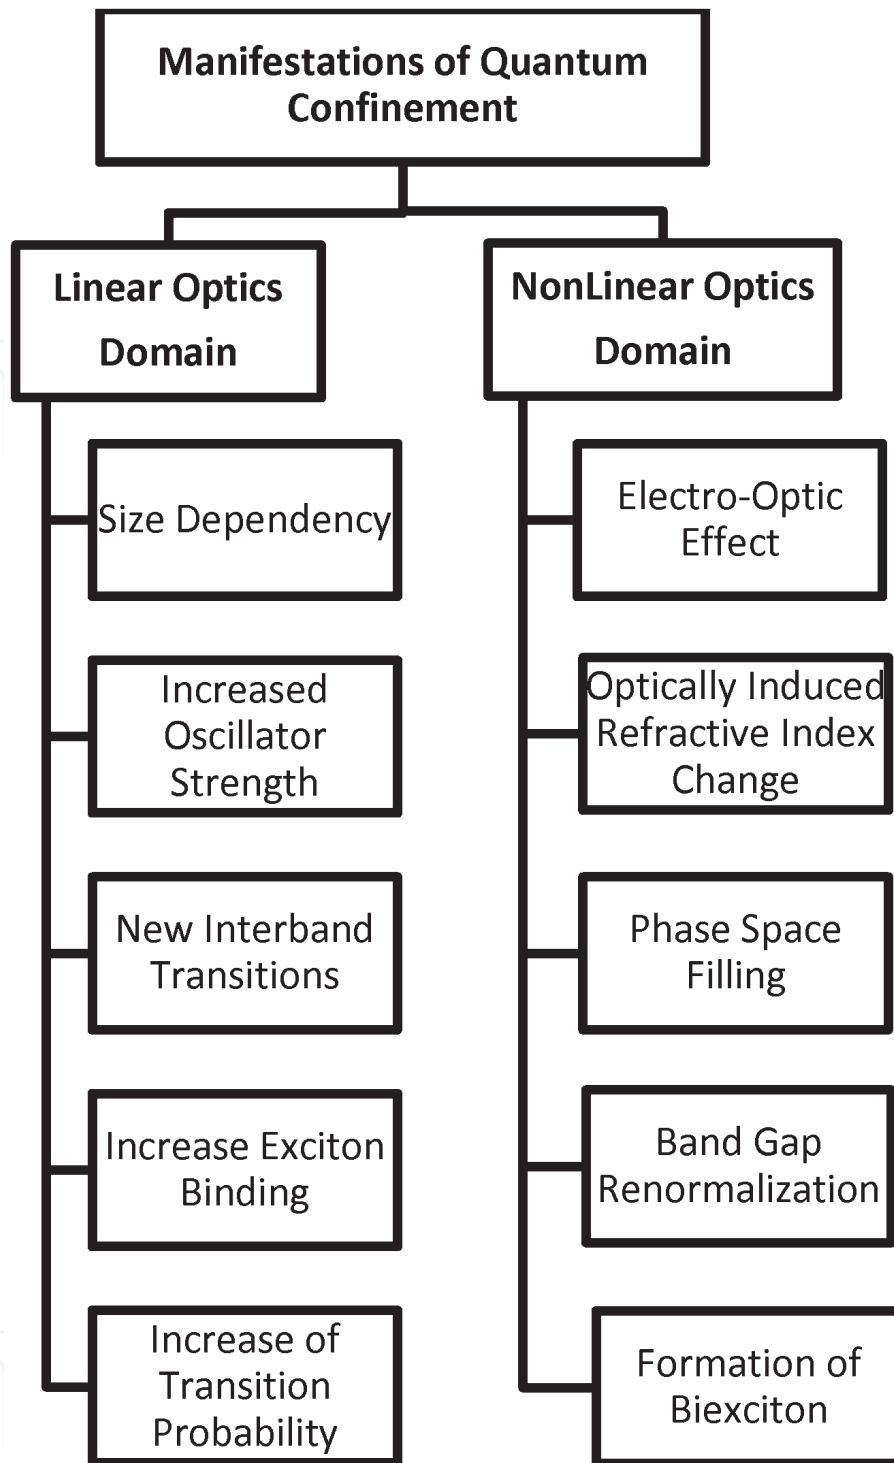 Manifestations of Quantum
Confinement
Linear Optics
Domain
Size Dependency
Increased
Oscillator
Strength
New Interband
Transitions
Increase Exciton
Binding
Increase of
Transition
Probability
NonLinear Optics
Domain
Electro-Optic
Effect
Optically Induced
Refractive Index
Change
Phase Space
Filling
Band Gap
Renormalization
Formation of
Biexciton